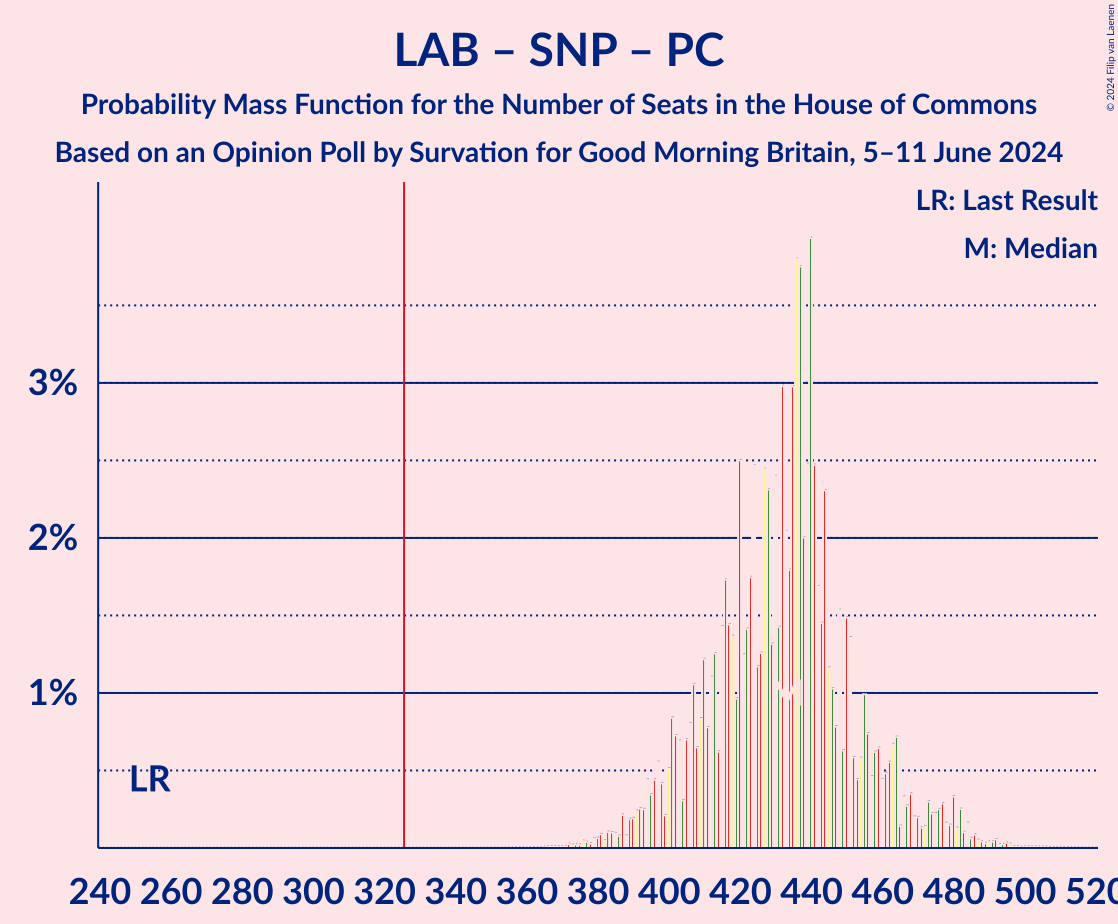 LAB – SNP – PC
Probability Mass Function for the Number of Seats in the House of Commons
Based on an Opinion Poll by Survation for Good Morning Britain, 5–11 June 2024
© 2024 Filip van Laenen
LR: Last Result
M: Median
3%
2%
1%
LR
240 260 280 300 320 340 360 380 400 420 440 460 480 500 520